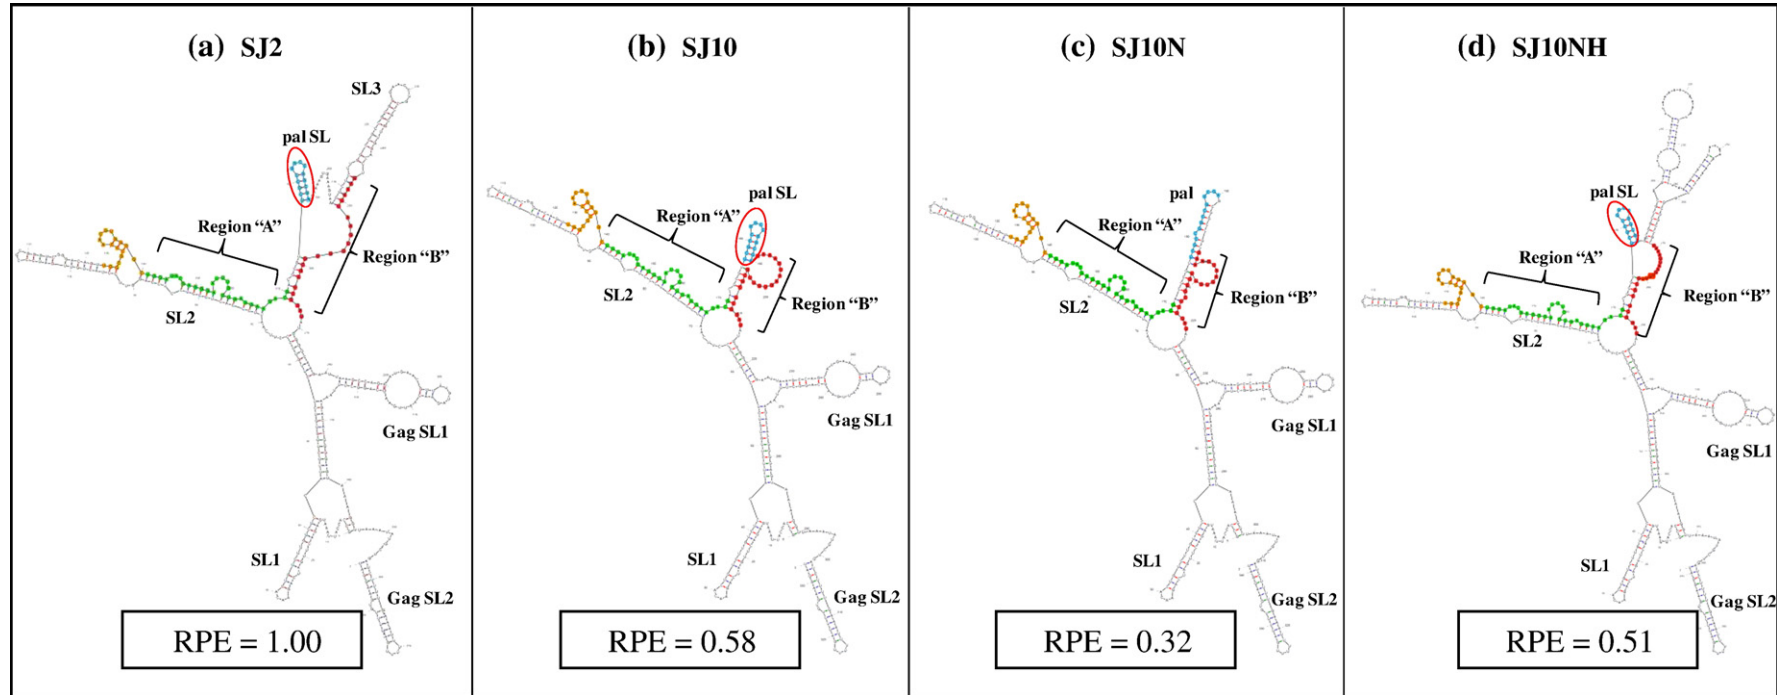 (a) SJ2
SL3
pal SL
Region “A”
Region “B”
SL2
Gag SL1
SL1
Gag SL2
RPE = 1.00
(b) SJ10
pal SL
Region “A”
SL2
Region “B”
Gag SL1
SL1
Gag SL2
RPE = 0.58
(c) SJ10N
pal
Region “A”
Region “B”
SL2
Gag SL1
SL1
Gag SL2
RPE = 0.32
(d) SJ10NH
pal SL
Region “A”
Region “B”
SL2
Gag SL1
SL1
Gag SL2
RPE = 0.51